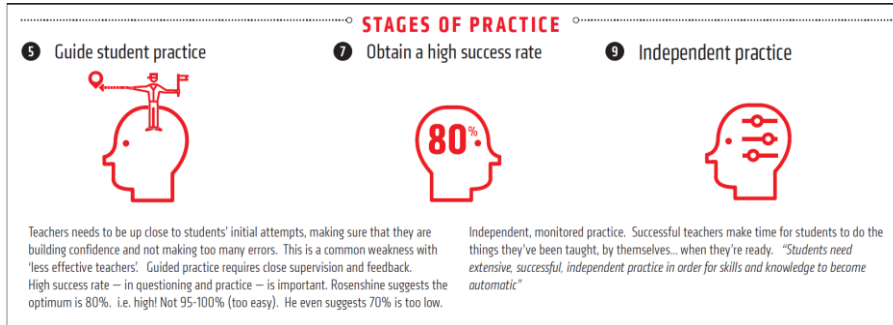 STAGES OF PRACTICE
5 Guide student practice
7 Obtain a high success rate
9 Independent practice
80%
Teachers needs to be up close to students' initial attempts, making sure that they are
building confidence and not making too many errors. This is a common weakness with
'less effective teachers'. Guided practice requires close supervision and feedback.
High success rate – in questioning and practice – is important. Rosenshine suggests the
optimum is 80%. i.e. high! Not 95-100% (too easy). He even suggests 70% is too low.
Independent, monitored practice. Successful teachers make time for students to do the
things they've been taught, by themselves... when they're ready. "Students need
extensive, successful, independent practice in order for skills and knowledge to become
automatic"